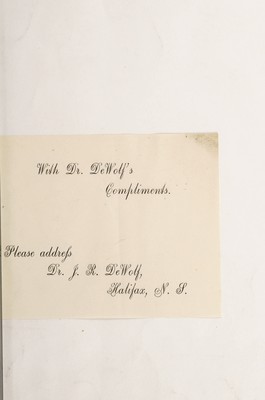 With Dr. DeWolf's
Compliments.
Please addreſs
Dr. J. R. DeWolf,
Halifax, N. S.